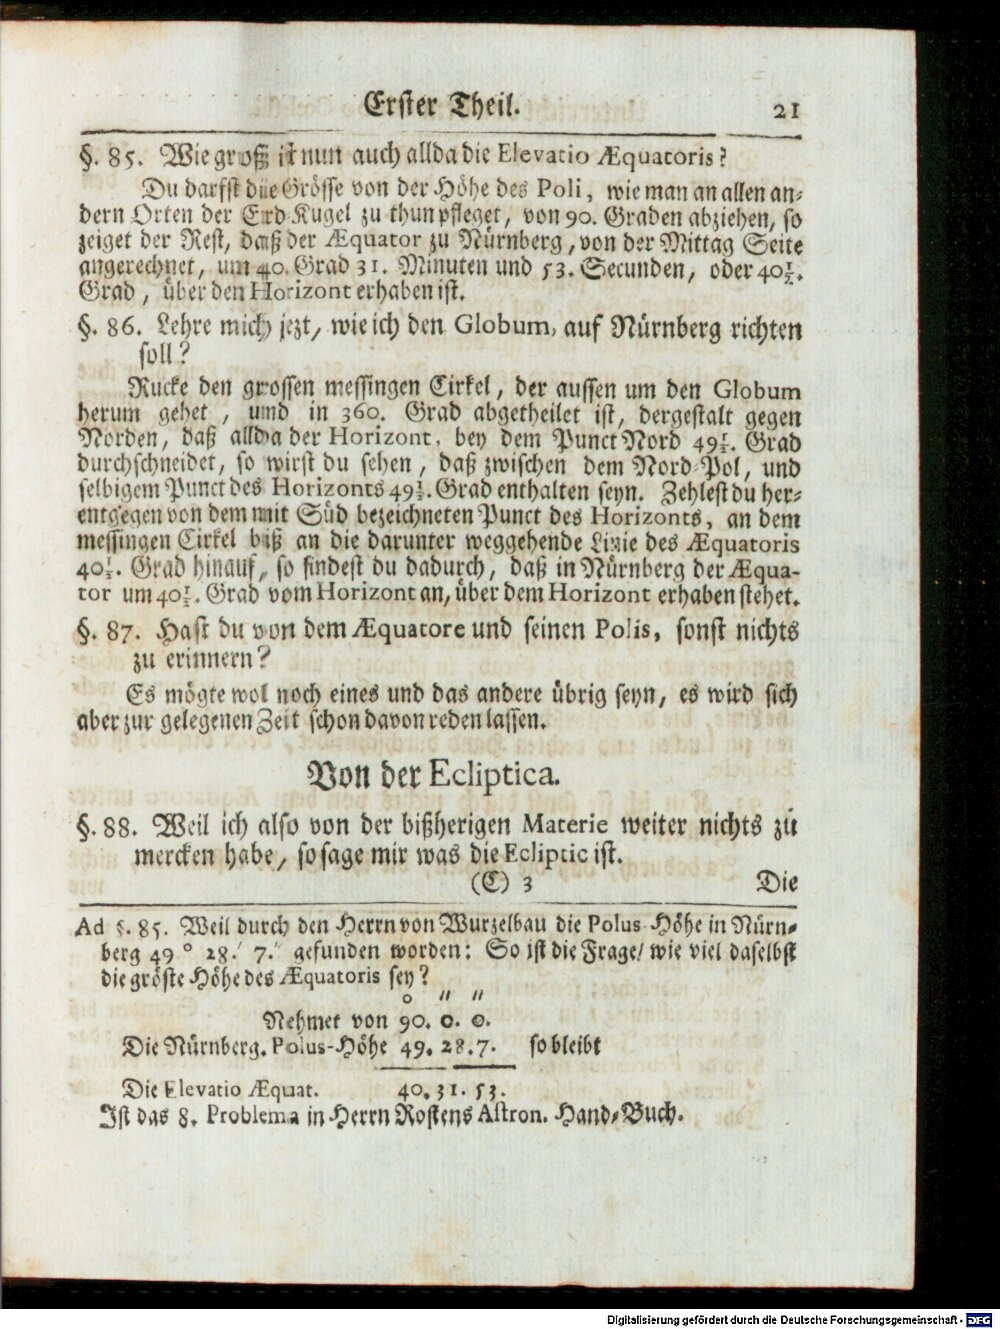 Erster Theil. 21
§. 85. Wie groß ist nun auch allda die Elevatio Æquatoris?
Du darfst die Grösse von der Höhe des Poli, wie man an allen an-
dern Orten der Erd-Kugel zu thun pfleget, von 90. Graden abziehen, so
zeiget der Rest, daß der Æquator zu Nürnberg, von der Mittag Seite
angerechnet, um 40. Grad 31. Minuten und 53. Secunden, oder 40½.
Grad, über den Horizont erhaben ist.
§. 86. Lehre mich jezt, wie ich den Globum, auf Nürnberg richten
soll?
Rucke den grossen messingen Cirkel, der aussen um den Globum
herum gehet, und in 360. Grad abgetheilet ist, dergestalt gegen
Norden, daß allda der Horizont, bey dem Punct Nord 49½. Grad
durchschneidet, so wirst du sehen, daß zwischen dem Nord-Pol, und
selbigem Punct des Horizonts 49½. Grad enthalten seyn. Zehlest du her-
entgegen von dem mit Süd bezeichneten Punct des Horizonts, an dem
messingen Cirkel biß an die darunter weggehende Linie des Æquatoris
40½. Grad hinauf, so findest du dadurch, daß in Nürnberg der Æqua-
tor um 40½. Grad vom Horizont an, über dem Horizont erhaben stehet.
§. 87. Hast du von dem Æquatore und seinen Polis, sonst nichts
zu erinnern?
Es mögte wol noch eines und das andere übrig seyn, es wird sich
aber zur gelegenen Zeit schon davon reden lassen.
Von der Ecliptica.
§. 88. Weil ich also von der bißherigen Materie weiter nichts zu
mercken habe, so sage mir was die Ecliptic ist.
(C) 3 Die
Ad §. 85. Weil durch den Herrn von Wurzelbau die Polus-Höhe in Nürn-
berg 49° 28.' 7." gefunden worden: So ist die Frage/ wie viel daselbst
die gröste Höhe des Æquatoris sey?
° " "
Nehmet von 90. 0. 0.
Die Nürnberg. Polus-Höhe 49. 28. 7. so bleibt
Die Elevatio Æquat. 40. 31. 53.
Ist das 8. Problema in Herrn Rostens Astron. Hand-Buch.
Digitalisierung gefördert durch die Deutsche Forschungsgemeinschaft - DFG